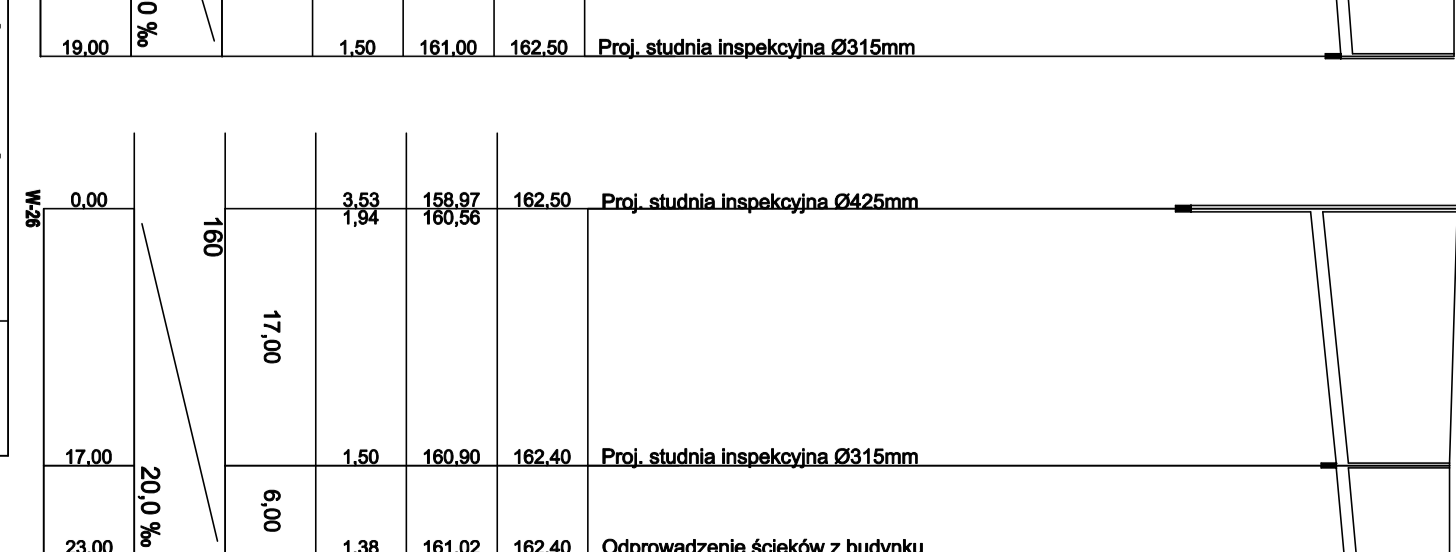 0 ‰
19,00 1,50 161,00 162,50 Proj. studnia inspekcyjna Ø315mm
W-26
0,00 3,53 158,97 162,50 Proj. studnia inspekcyjna Ø425mm
1,94 160,56
160
17,00
17,00 1,50 160,90 162,40 Proj. studnia inspekcyjna Ø315mm
20,0 ‰
6,00
23,00 1,38 161,02 162,40 Odprowadzenie ścieków z budynku